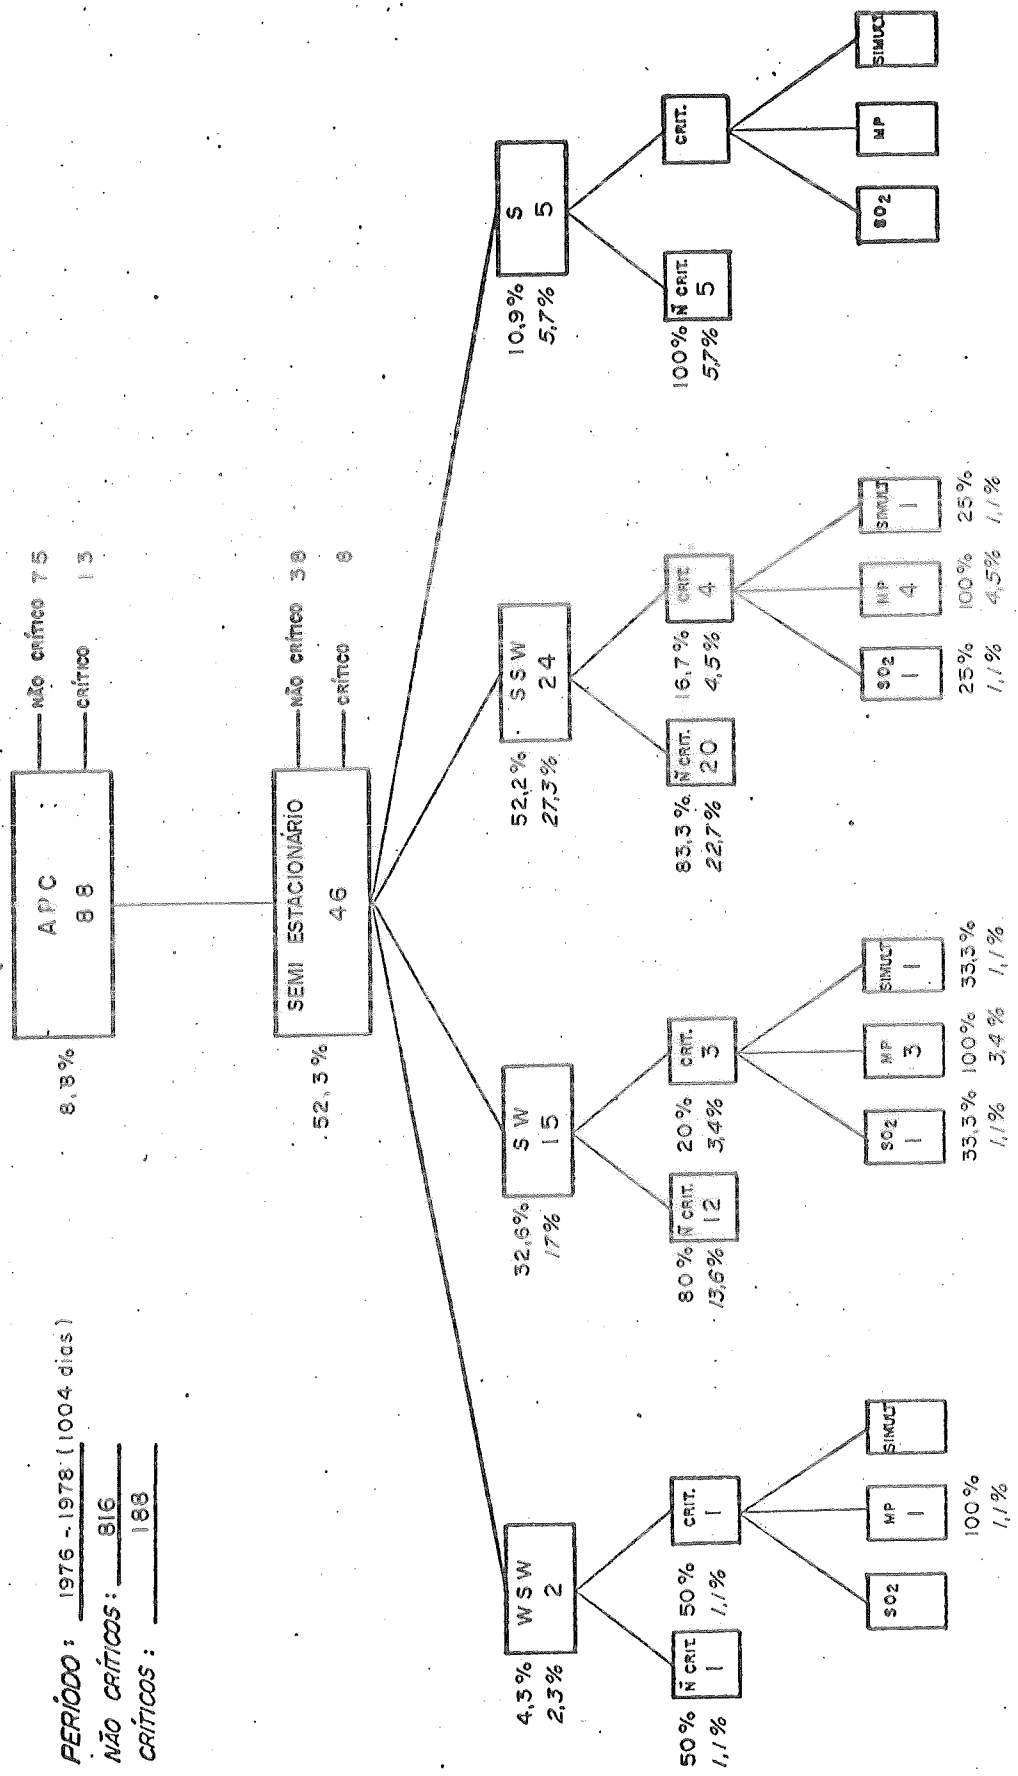 PERÍODO: 1976 - 1978 (1004 dias)
NÃO CRÍTICOS: 816
CRÍTICOS: 188
8,8%
APC :
88
NÃO CRÍTICO 75
CRÍTICO 13
52,3%
SEMI ESTACIONÁRIO
46
NÃO CRÍTICO 38
CRÍTICO 8
4,3%
2,3%
WSW
2
32,6%
17%
SW
15
52,2%
27,3%
SSW
24
10,9%
5,7%
S
5
50%
1,1%
Ñ CRIT.
1
50%
1,1%
CRIT.
1
80%
13,6%
Ñ CRIT.
12
20%
3,4%
CRIT.
3
83,3%
22,7%
Ñ CRIT.
20
16,7%
4,5%
CRIT.
4
100%
5,7%
Ñ CRIT.
5
CRIT.
SO2
MP
1
SIMULT
SO2
1
MP
3
SIMULT
1
SO2
1
MP
4
SIMULT
1
SO2
MP
SIMULT
100%
1,1%
33,3% 100% 33,3%
1,1% 3,4% 1,1%
25% 100% 25%
1,1% 4,5% 1,1%